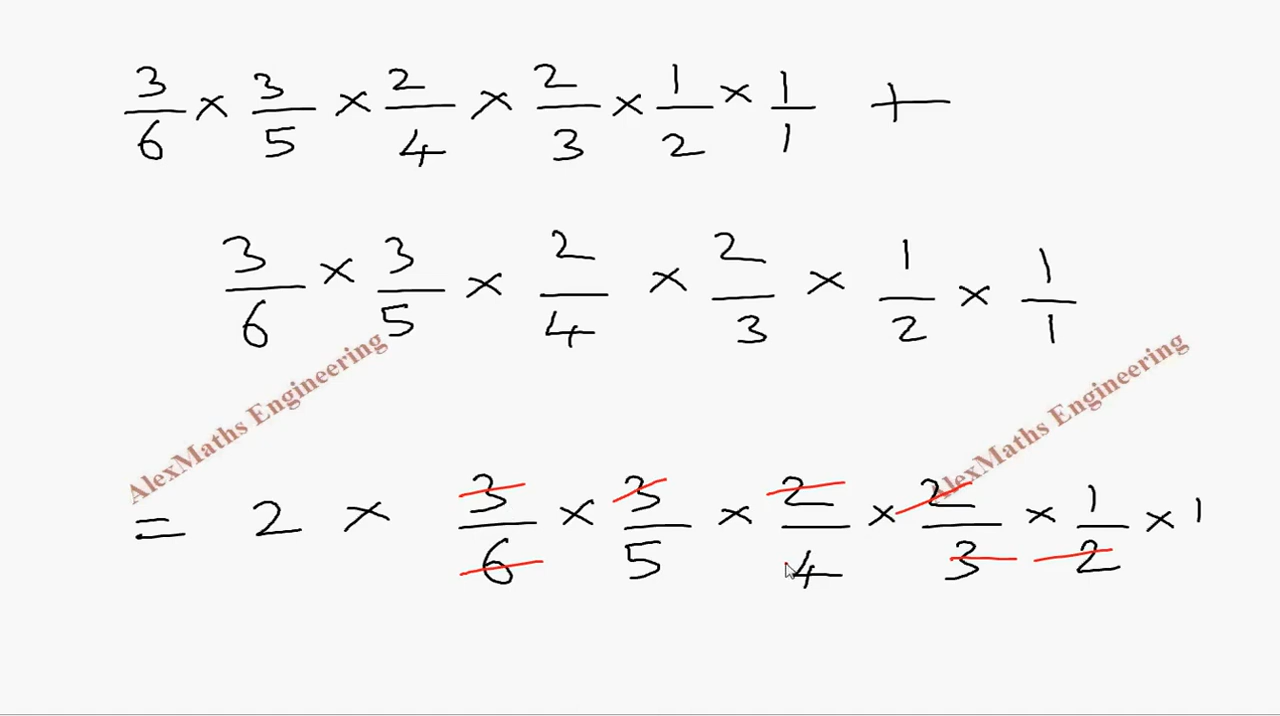 3/6 × 3/5 × 2/4 × 2/3 × 1/2 × 1/1 +
3/6 × 3/5 × 2/4 × 2/3 × 1/2 × 1/1
AlexMaths Engineering
AlexMaths Engineering
= 2 × 3/6 × 3/5 × 2/4 × 2/3 × 1/2 × 1